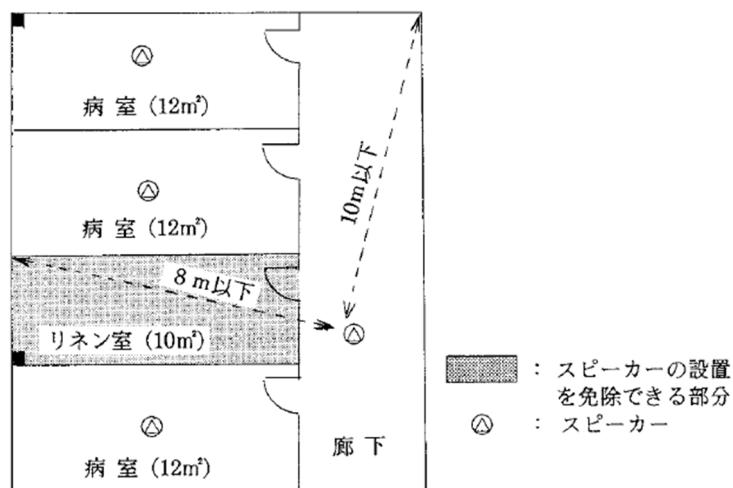 病 室 (12㎡)
10m以下
病 室 (12㎡)
8m以下
リネン室 (10㎡)
: スピーカーの設置
を免除できる部分
: スピーカー
病 室 (12㎡)
廊 下